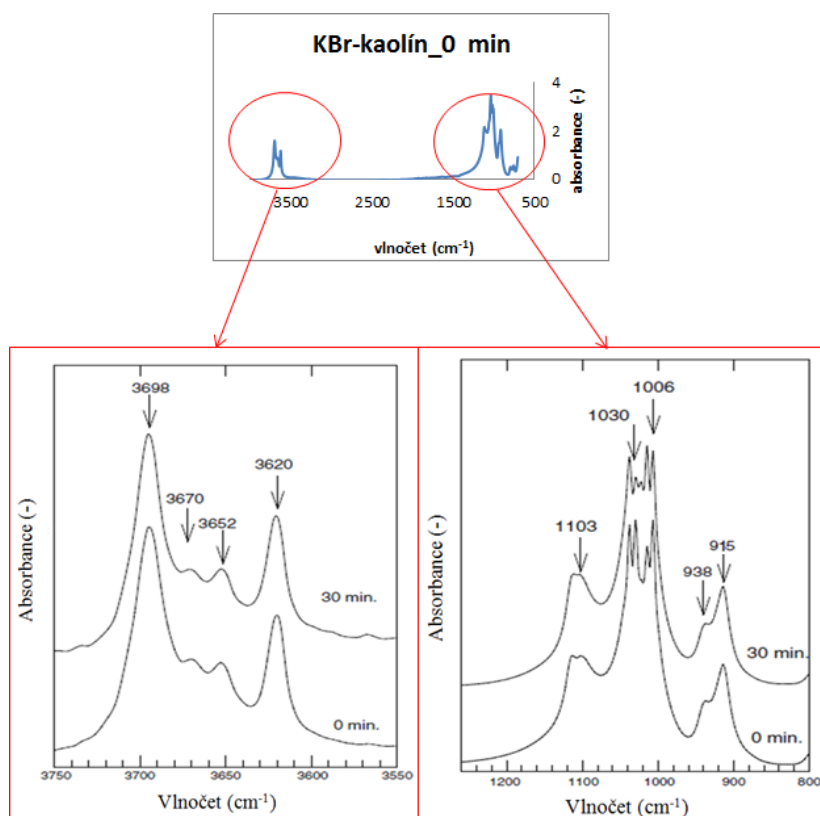 KBr-kaolín_0 min
4
2
0
absorbance (-)
3500 2500 1500 500
vlnočet (cm-1)
3698
3670
3652
3620
30 min.
0 min.
Absorbance (-)
3750 3700 3650 3600 3550
Vlnočet (cm-1)
1006
1030
1103
915
938
30 min.
0 min.
Absorbance (-)
1200 1100 1000 900 800
Vlnočet (cm-1)